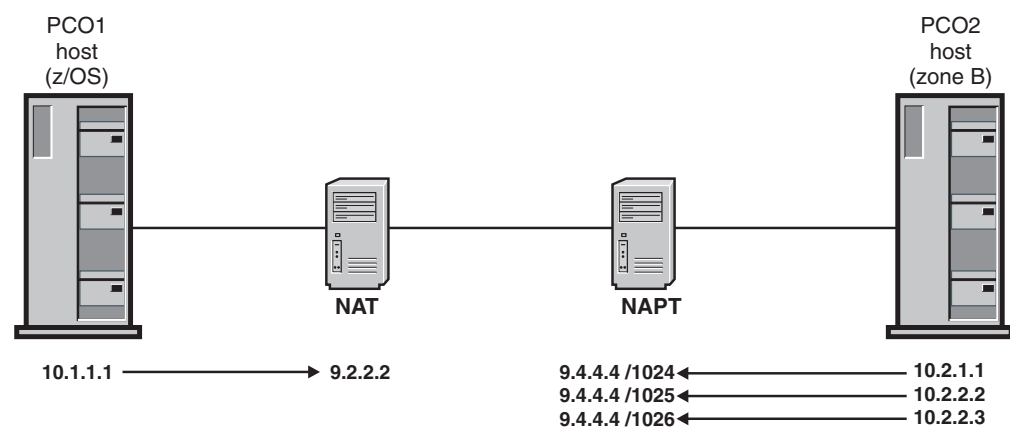 PCO1
host
(z/OS)
PCO2
host
(zone B)
NAT
NAPT
10.1.1.1
9.2.2.2
9.4.4.4 /1024
10.2.1.1
9.4.4.4 /1025
10.2.2.2
9.4.4.4 /1026
10.2.2.3